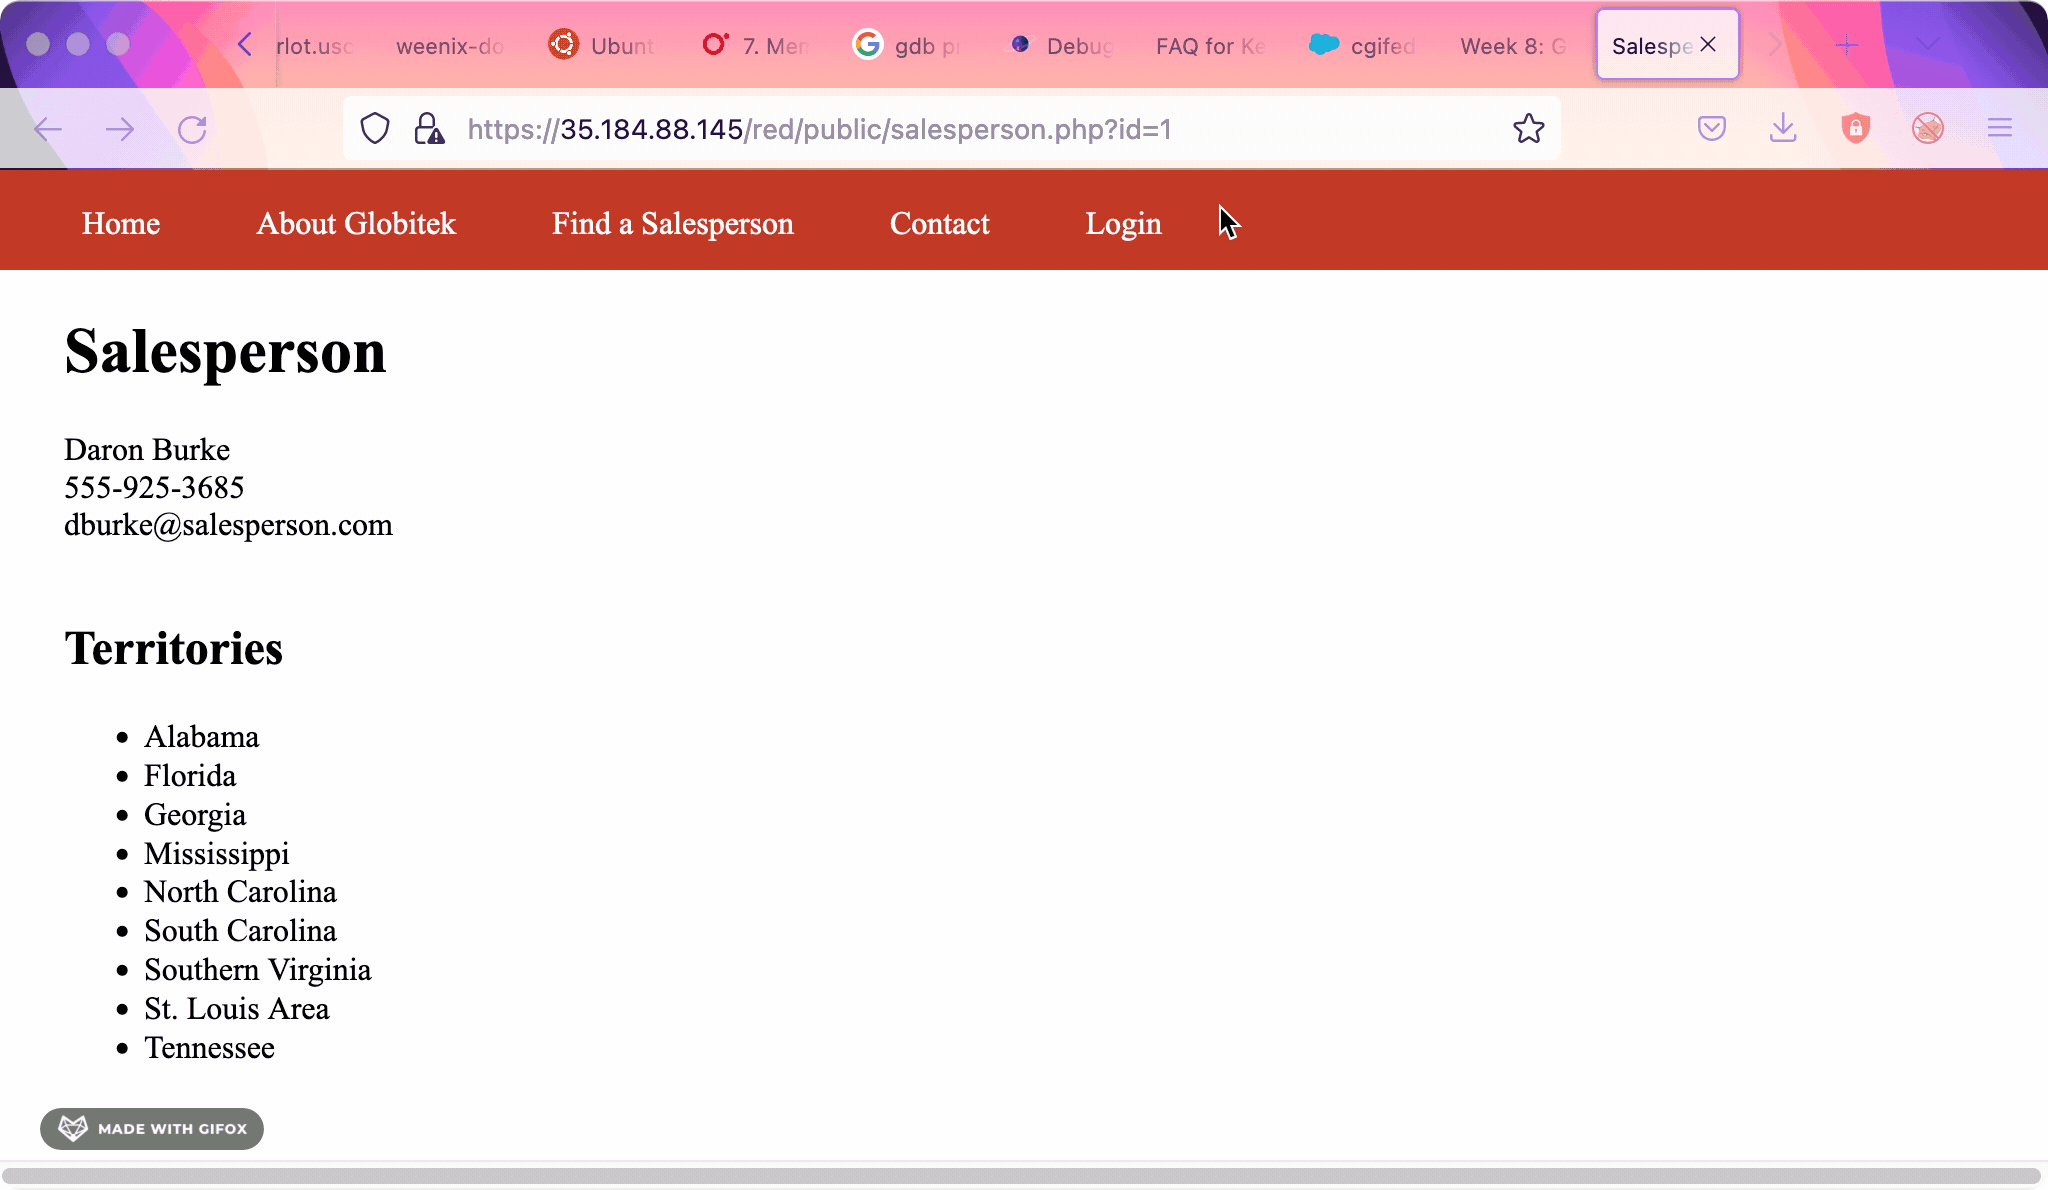 rlot.usc weenix-do Ubunt 7. Men gdb pr Debug FAQ for Ke cgifed Week 8: G Salespe
https://35.184.88.145/red/public/salesperson.php?id=1
Home About Globitek Find a Salesperson Contact Login
Salesperson
Daron Burke
555-925-3685
dburke@salesperson.com
Territories
Alabama
Florida
Georgia
Mississippi
North Carolina
South Carolina
Southern Virginia
St. Louis Area
Tennessee
MADE WITH GIFOX